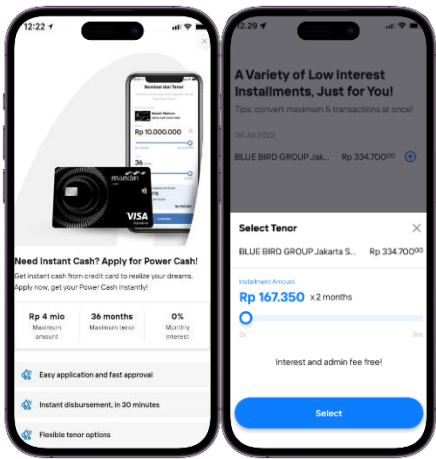 12:22
Nominal dan Tenor
Rp 10.000.000
36
mandiri
VISA
Signature
Need Instant Cash? Apply for Power Cash!
Get instant cash from credit card to realize your dreams.
Apply now, get your Power Cash instantly!
Rp 4 mio
Maximum
amount
36 months
Maximum tenor
0%
Monthly
interest
Easy application and fast approval
Instant disbursement, in 30 minutes
Flexible tenor options
12.29
A Variety of Low Interest
Installments, Just for You!
Tips: convert maximum 5 transactions at once!
04 Jul 2022
BLUE BIRD GROUP Jak... Rp 334.700⁰⁰
Select Tenor
BLUE BIRD GROUP Jakarta S... Rp 334.700⁰⁰
Installment Amount
Rp 167.350 x 2 months
2x 36x
Interest and admin fee free!
Select